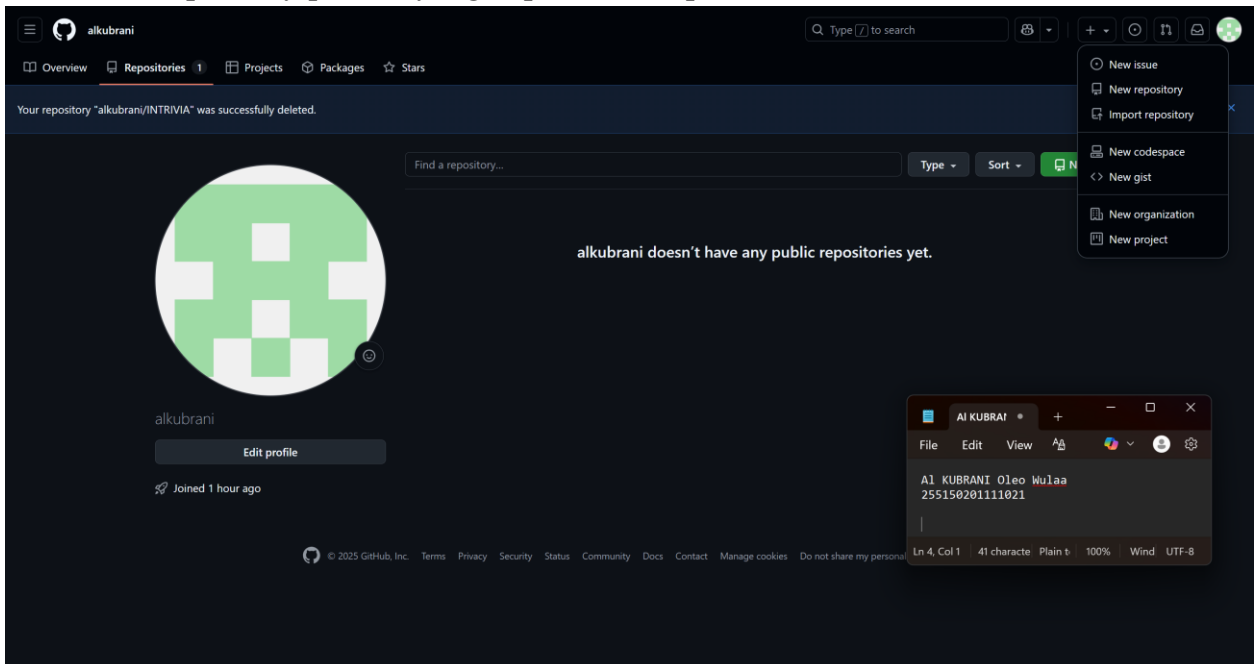 alkubrani
Type / to search
Overview
Repositories 1
Projects
Packages
Stars
New issue
New repository
Import repository
New codespace
New gist
New organization
New project
Your repository "alkubrani/INTRIVIA" was successfully deleted.
Find a repository...
Type
Sort
N
alkubrani doesn't have any public repositories yet.
alkubrani
Edit profile
Joined 1 hour ago
© 2025 GitHub, Inc. Terms Privacy Security Status Community Docs Contact Manage cookies Do not share my personal
Al KUBRAN
File Edit View
Al KUBRANI Oleo Wulaa
255150201111021
Ln 4, Col 1 41 characte Plain t 100% Wind UTF-8